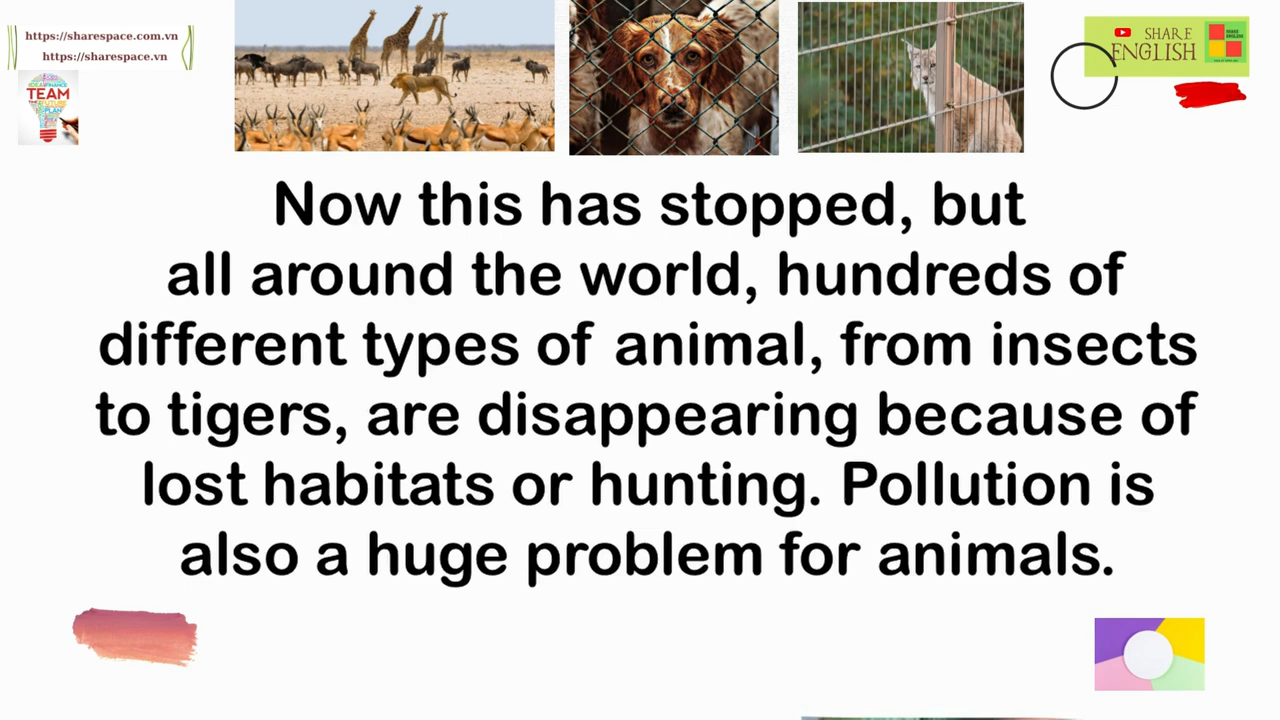 https://sharespace.com.vn
https://sharespace.vn
TEAM
PLAN
SHARE
ENGLISH
Now this has stopped, but
all around the world, hundreds of
different types of animal, from insects
to tigers, are disappearing because of
lost habitats or hunting. Pollution is
also a huge problem for animals.